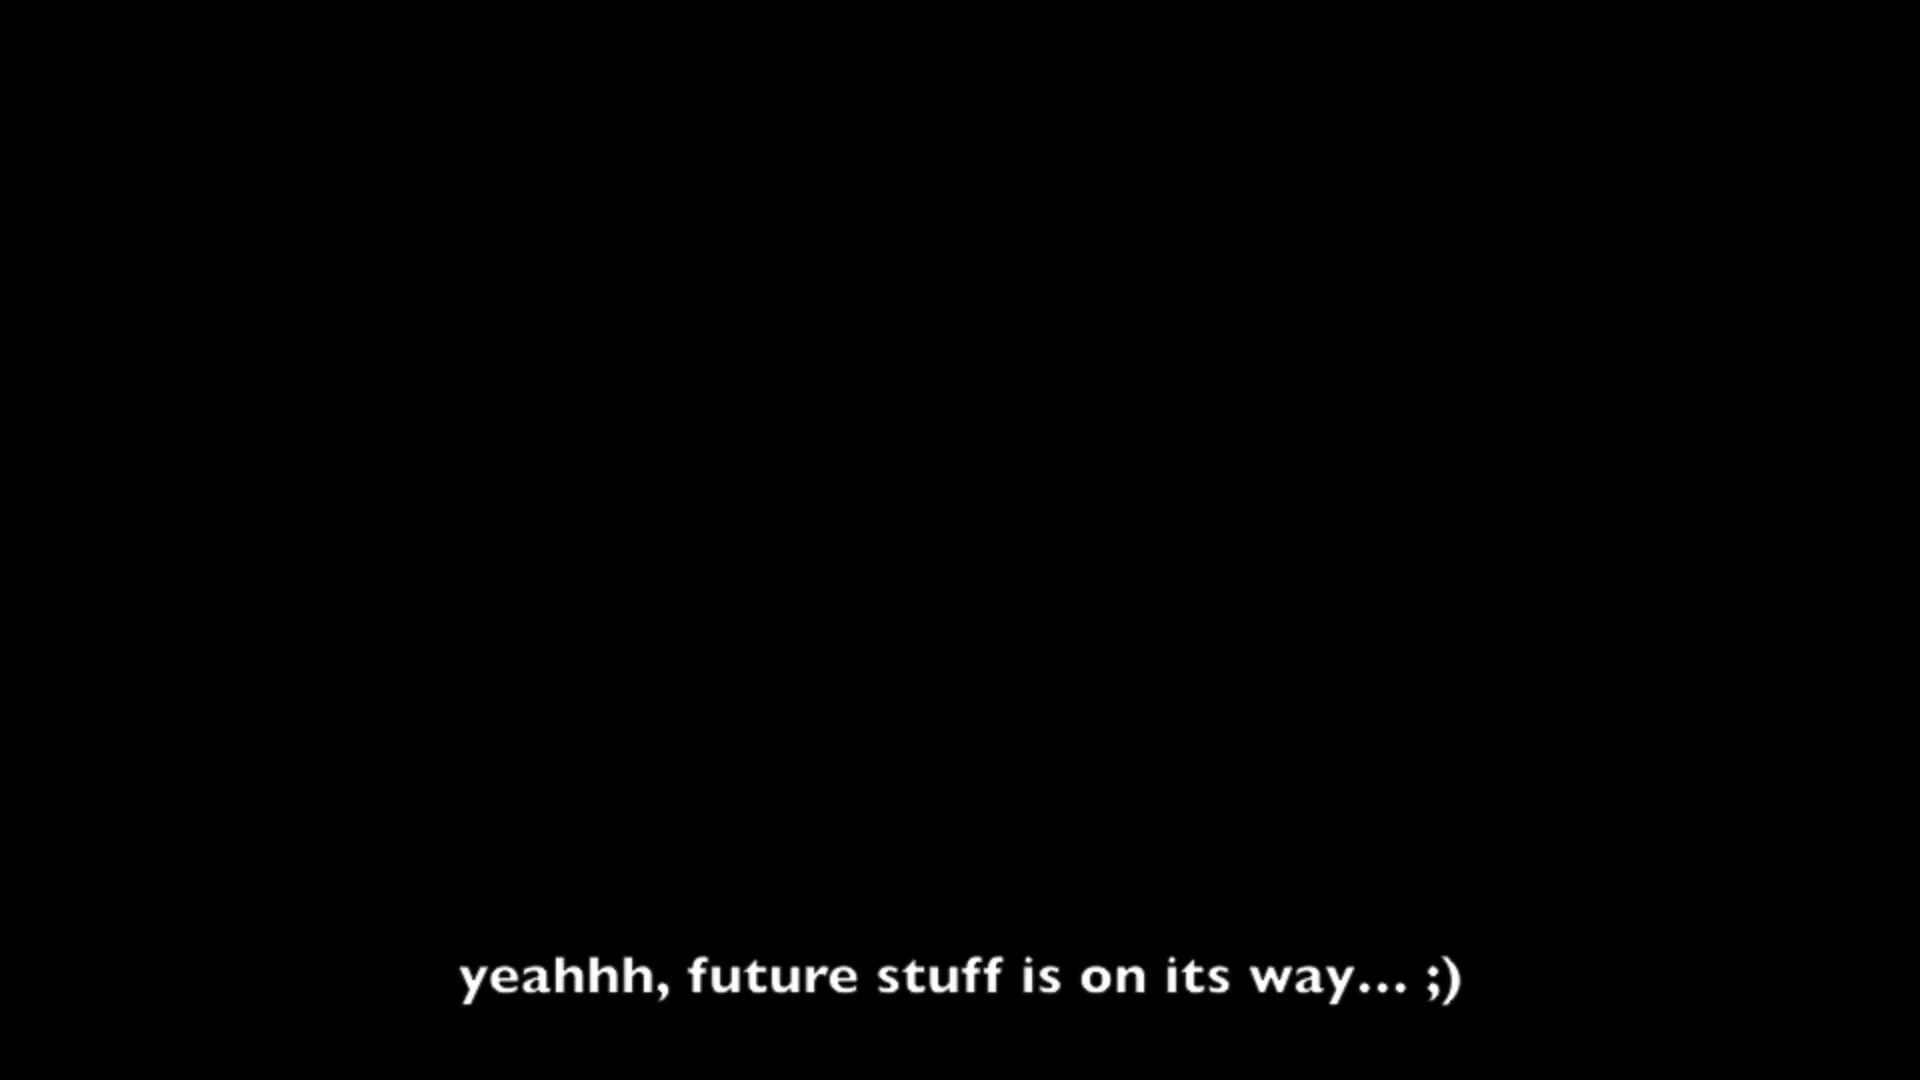 yeahhh, future stuff is on its way... ;)